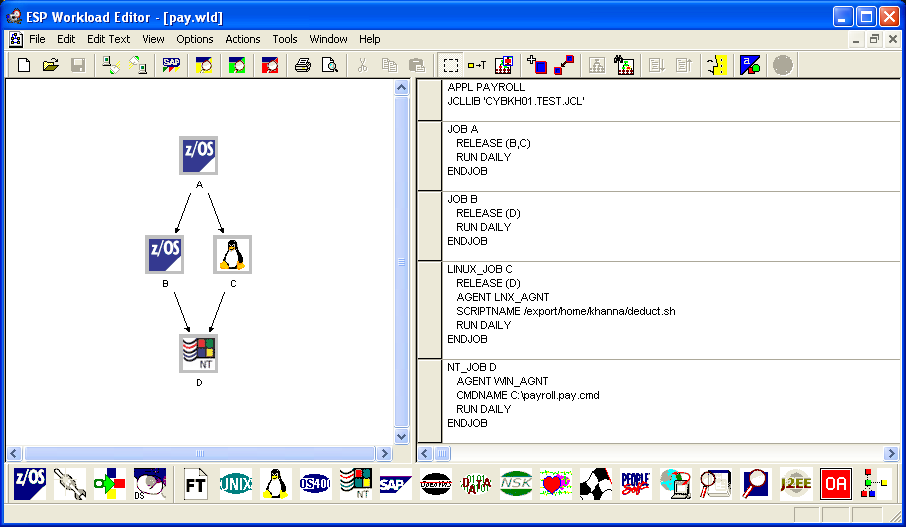 ESP Workload Editor - [pay.wld]
File Edit Edit Text View Options Actions Tools Window Help
SAP
T
a
APPL PAYROLL
JCLLIB 'CYBKH01.TEST.JCL'
JOB A
RELEASE (B,C)
RUN DAILY
ENDJOB
JOB B
RELEASE (D)
RUN DAILY
ENDJOB
LINUX_JOB C
RELEASE (D)
AGENT LNX_AGNT
SCRIPTNAME /export/home/khanna/deduct.sh
RUN DAILY
ENDJOB
NT_JOB D
AGENT WIN_AGNT
CMDNAME C:\payroll.pay.cmd
RUN DAILY
ENDJOB
z/OS
A
z/OS
B
C
NT
D
z/OS
DS
FT
UNIX
OS400
NT
SAP
OpenVMS
DATA
NSK
PEOPLE Soft
J2EE
OA